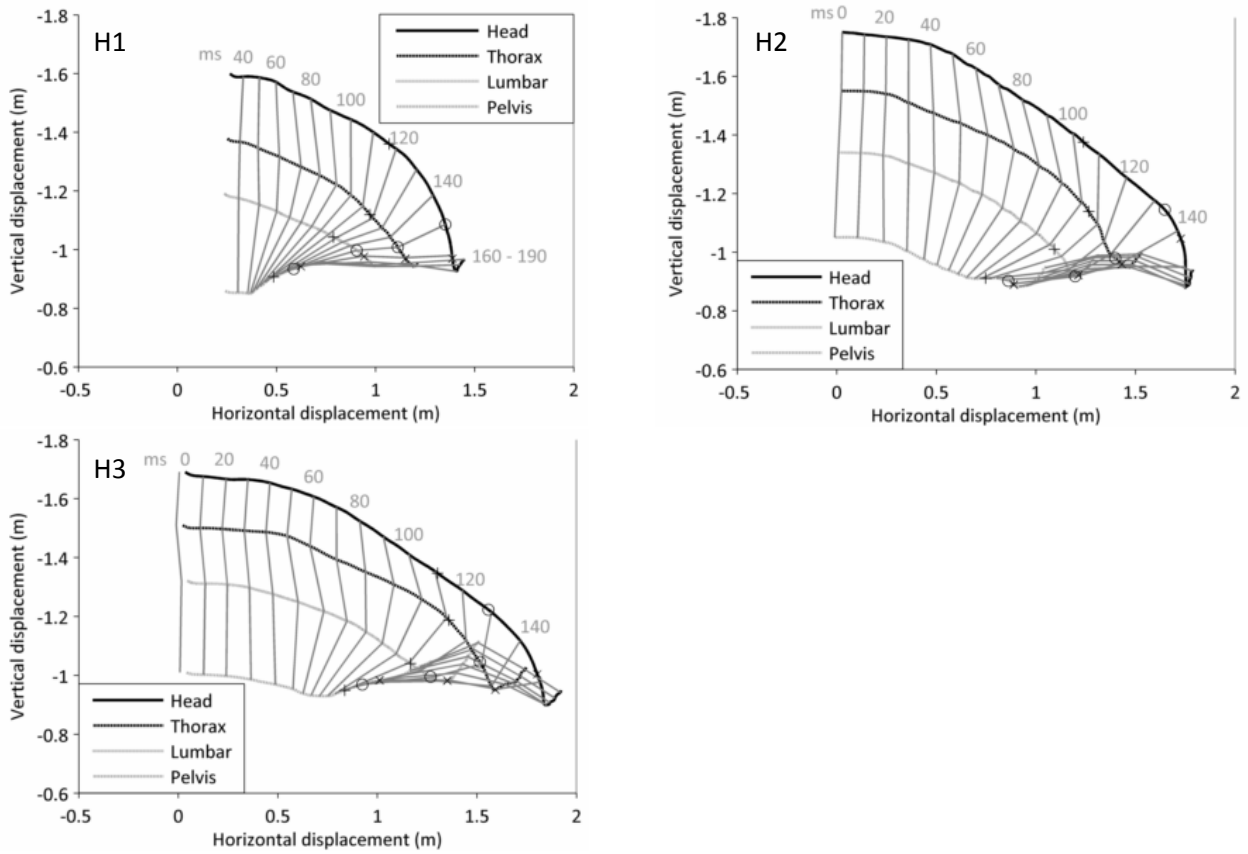 H1
-1.8
-1.6
-1.4
-1.2
-1
-0.8
-0.6
Vertical displacement (m)
ms 40 60 80 100 120 140 160 - 190
Head
Thorax
Lumbar
Pelvis
-0.5 0 0.5 1 1.5 2
Horizontal displacement (m)
H2
-1.8
-1.6
-1.4
-1.2
-1
-0.8
-0.6
Vertical displacement (m)
ms 0 20 40 60 80 100 120 140
Head
Thorax
Lumbar
Pelvis
-0.5 0 0.5 1 1.5 2
Horizontal displacement (m)
H3
-1.8
-1.6
-1.4
-1.2
-1
-0.8
-0.6
Vertical displacement (m)
ms 0 20 40 60 80 100 120 140
Head
Thorax
Lumbar
Pelvis
-0.5 0 0.5 1 1.5 2
Horizontal displacement (m)